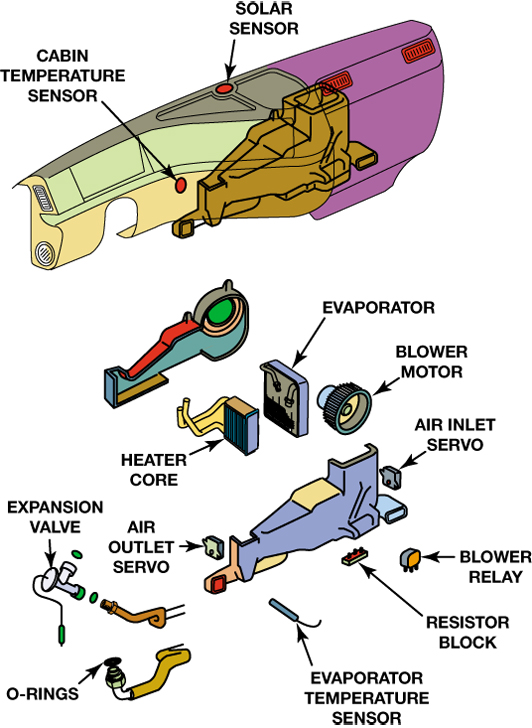 SOLAR
SENSOR
CABIN
TEMPERATURE
SENSOR
EVAPORATOR
BLOWER
MOTOR
AIR INLET
SERVO
HEATER
CORE
EXPANSION
VALVE
AIR
OUTLET
SERVO
BLOWER
RELAY
RESISTOR
BLOCK
O-RINGS
EVAPORATOR
TEMPERATURE
SENSOR